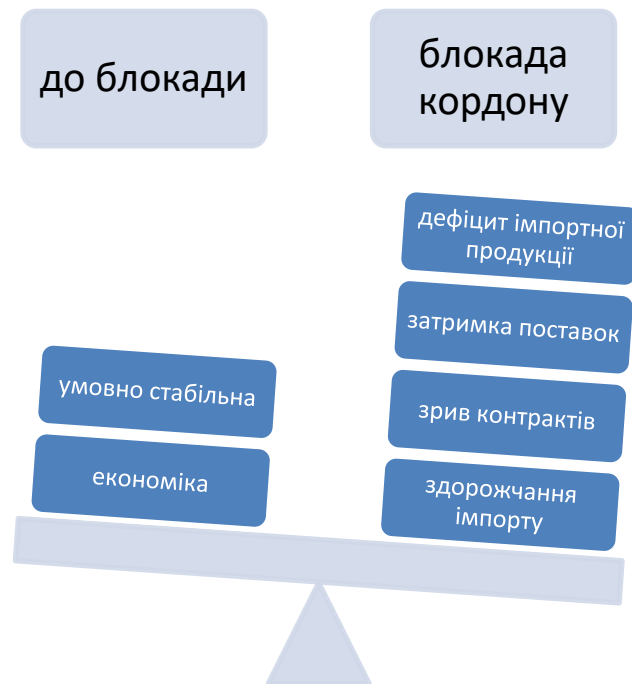 до блокади
блокада
кордону
дефіцит імпортної
продукції
затримка поставок
умовно стабільна
зрив контрактів
економіка
здорожчання
імпорту